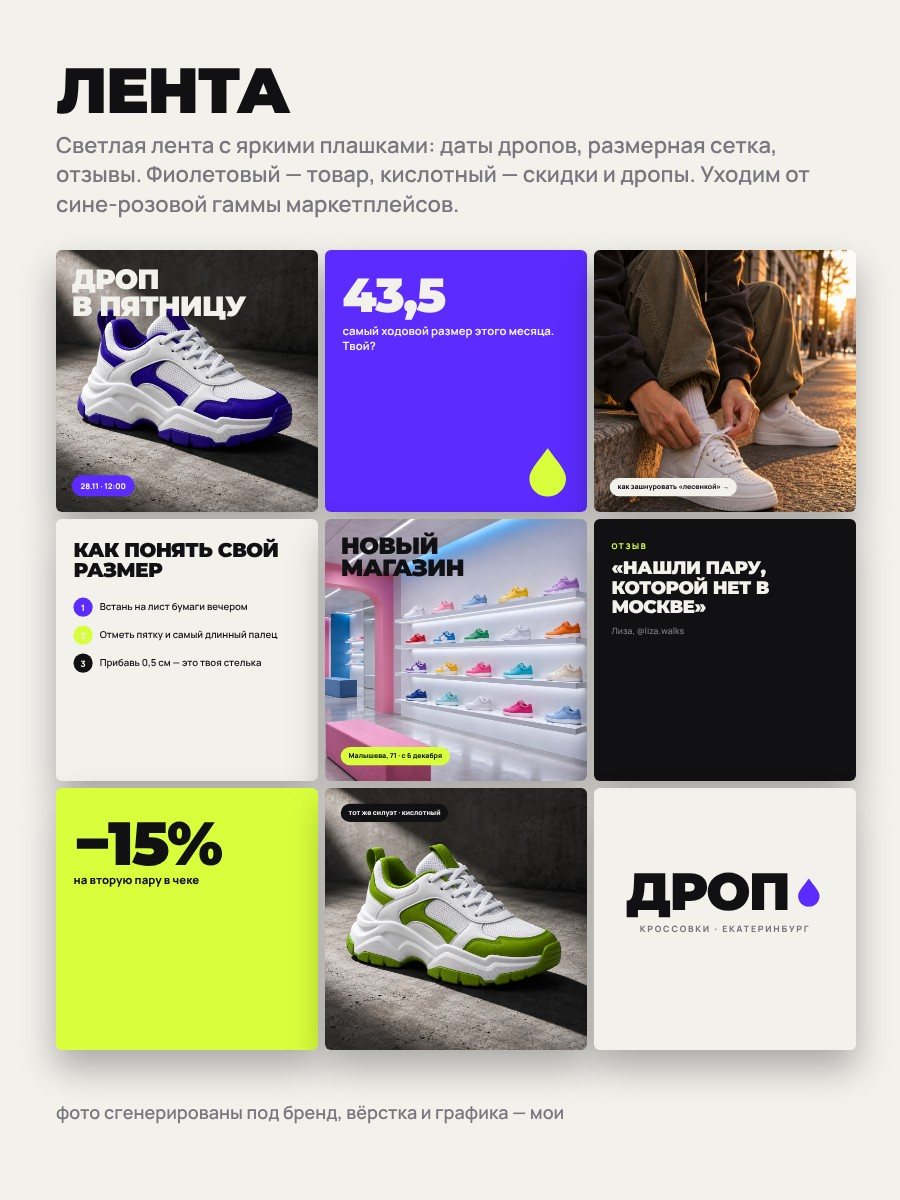 ЛЕНТА
Светлая лента с яркими плашками: даты дропов, размерная сетка,
отзывы. Фиолетовый — товар, кислотный — скидки и дропы. Уходим от
сине-розовой гаммы маркетплейсов.
ДРОП
В ПЯТНИЦУ
28.11 · 12:00
43,5
самый ходовой размер этого месяца.
Твой?
как зашнуровать «лесенкой» →
КАК ПОНЯТЬ СВОЙ
РАЗМЕР
1 Встань на лист бумаги вечером
2 Отметь пятку и самый длинный палец
3 Прибавь 0,5 см — это твоя стелька
НОВЫЙ
МАГАЗИН
Малышева, 71 · с 6 декабря
ОТЗЫВ
«НАШЛИ ПАРУ,
КОТОРОЙ НЕТ В
МОСКВЕ»
Лиза, @liza.walks
−15%
на вторую пару в чеке
тот же силуэт · кислотный
ДРОП
КРОССОВКИ · ЕКАТЕРИНБУРГ
фото сгенерированы под бренд, вёрстка и графика — мои